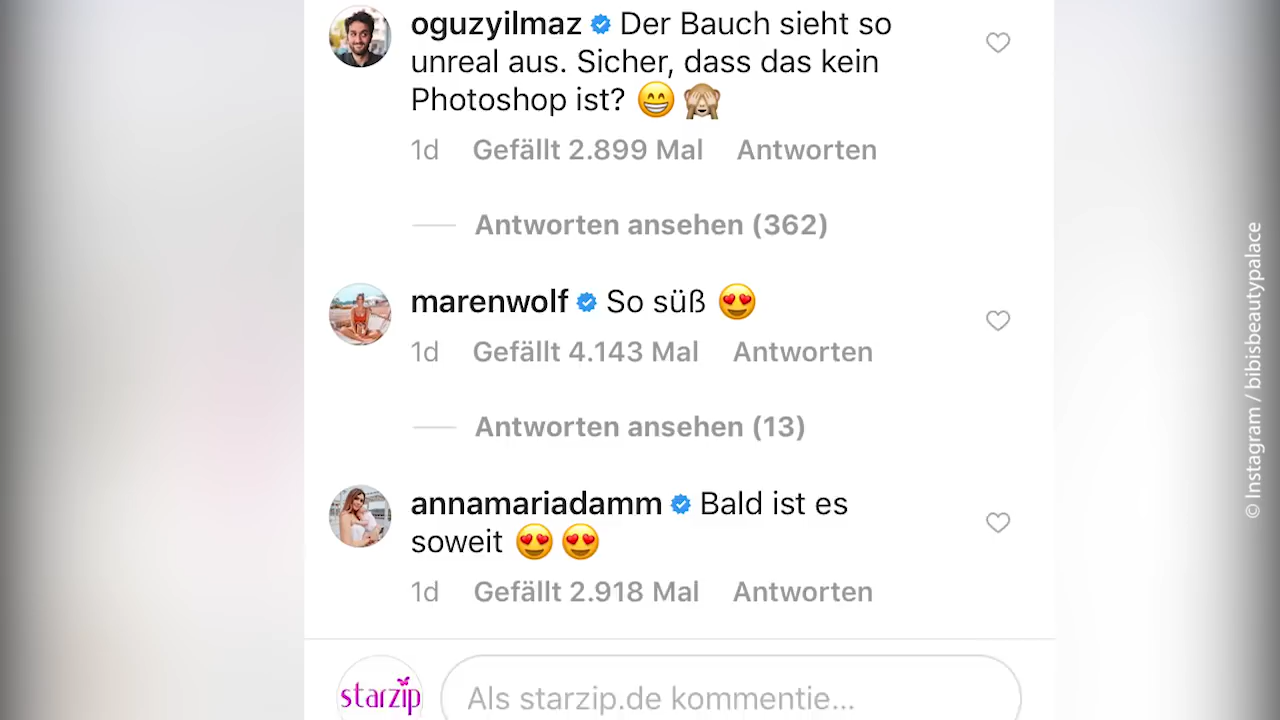 oguzyilmaz Der Bauch sieht so
unreal aus. Sicher, dass das kein
Photoshop ist? 😁🙈
1d Gefällt 2.899 Mal Antworten
Antworten ansehen (362)
marenwolf So süß 😍
1d Gefällt 4.143 Mal Antworten
Antworten ansehen (13)
annamariadamm Bald ist es
soweit 😍😍
1d Gefällt 2.918 Mal Antworten
starzip
Als starzip.de kommentie...
© Instagram / bibisbeautypalace